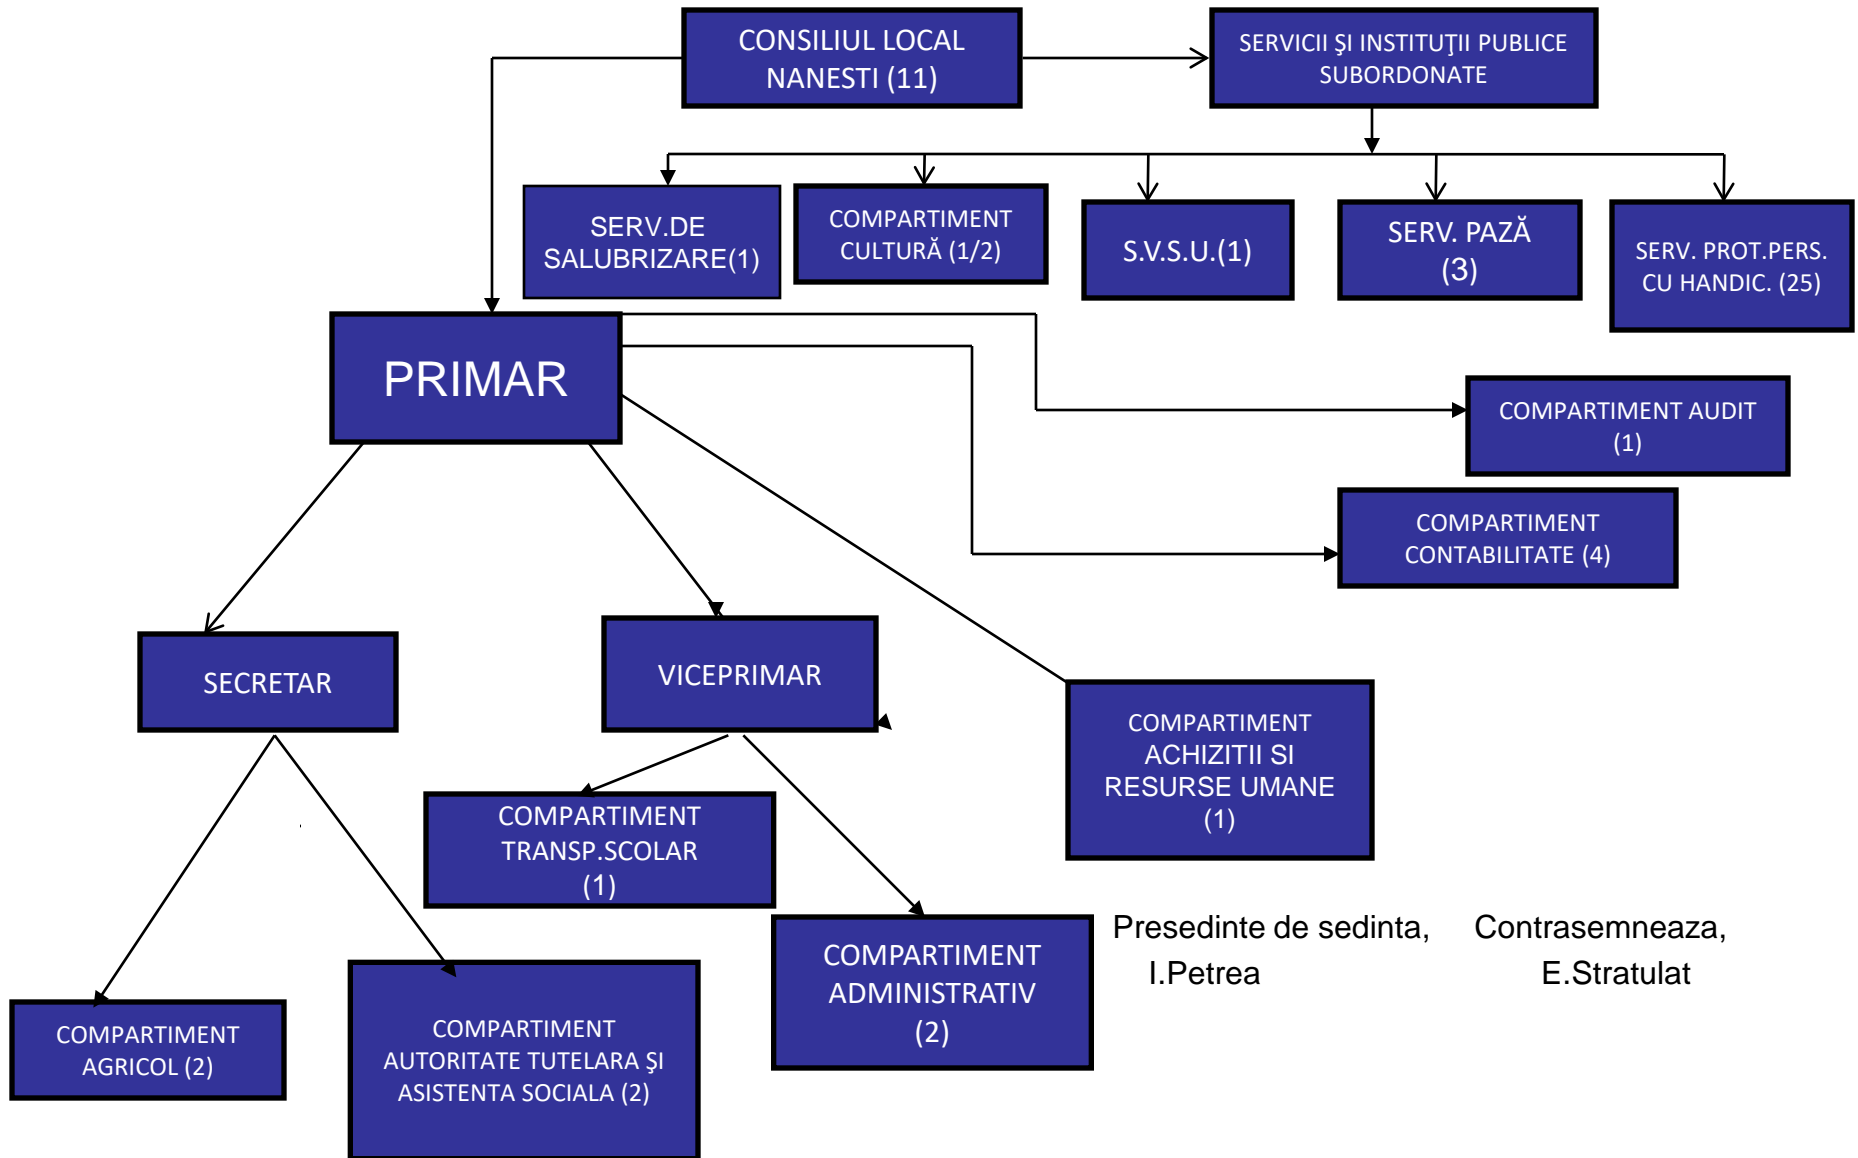 CONSILIUL LOCAL
NANESTI (11)
SERVICII ŞI INSTITUŢII PUBLICE
SUBORDONATE
SERV.DE
SALUBRIZARE(1)
COMPARTIMENT
CULTURĂ (1/2)
S.V.S.U.(1)
SERV. PAZĂ
(3)
SERV. PROT.PERS.
CU HANDIC. (25)
PRIMAR
COMPARTIMENT AUDIT
(1)
COMPARTIMENT
CONTABILITATE (4)
SECRETAR
VICEPRIMAR
COMPARTIMENT
ACHIZITII SI
RESURSE UMANE
(1)
COMPARTIMENT
TRANSP.SCOLAR
(1)
COMPARTIMENT
ADMINISTRATIV
(2)
Presedinte de sedinta,
I.Petrea
Contrasemneaza,
E.Stratulat
COMPARTIMENT
AGRICOL (2)
COMPARTIMENT
AUTORITATE TUTELARA ŞI
ASISTENTA SOCIALA (2)